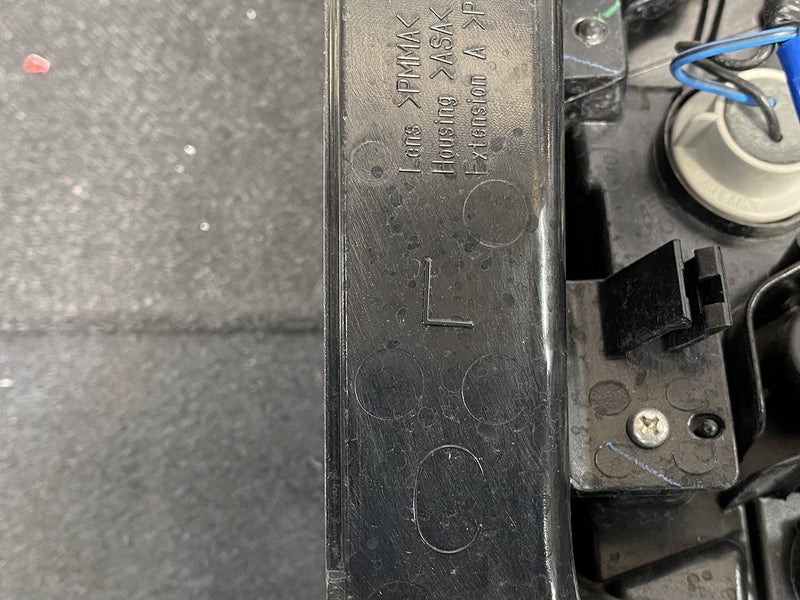 Lens >PMMA<
Housing >ASA<
Extension A >P
L